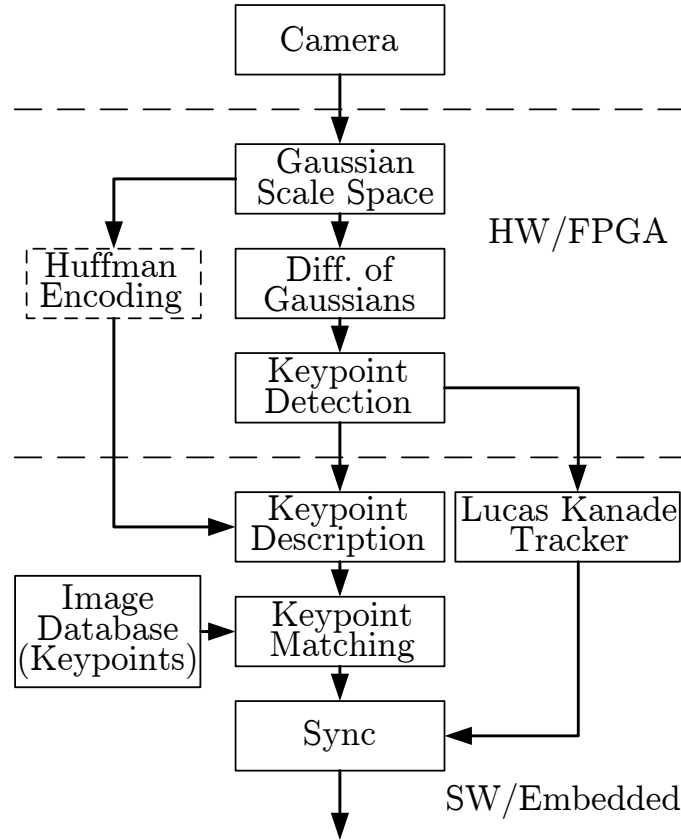 Camera
Gaussian
Scale Space
HW/FPGA
Huffman
Encoding
Diff. of
Gaussians
Keypoint
Detection
Keypoint
Description
Lucas Kanade
Tracker
Image
Database
(Keypoints)
Keypoint
Matching
Sync
SW/Embedded